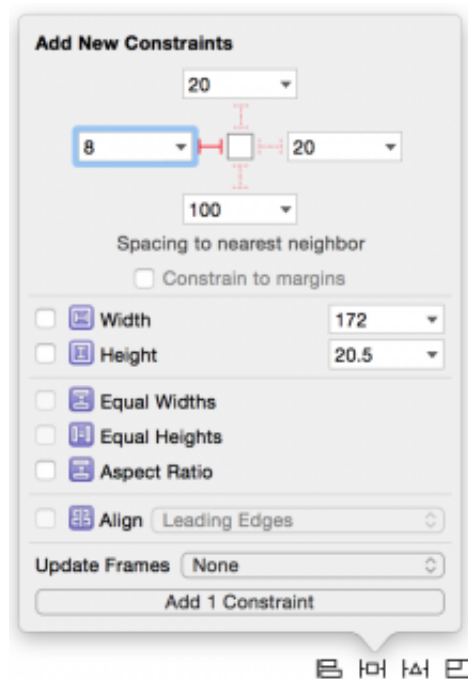 Add New Constraints
20
8 20
100
Spacing to nearest neighbor
Constrain to margins
Width 172
Height 20.5
Equal Widths
Equal Heights
Aspect Ratio
Align Leading Edges
Update Frames None
Add 1 Constraint